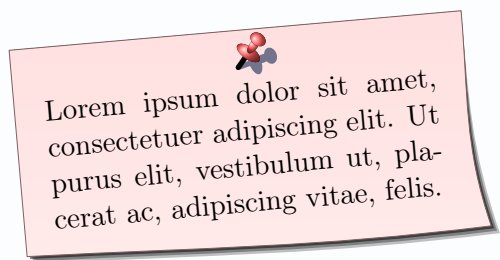 Lorem ipsum dolor sit amet,
consectetuer adipiscing elit. Ut
purus elit, vestibulum ut, pla-
cerat ac, adipiscing vitae, felis.